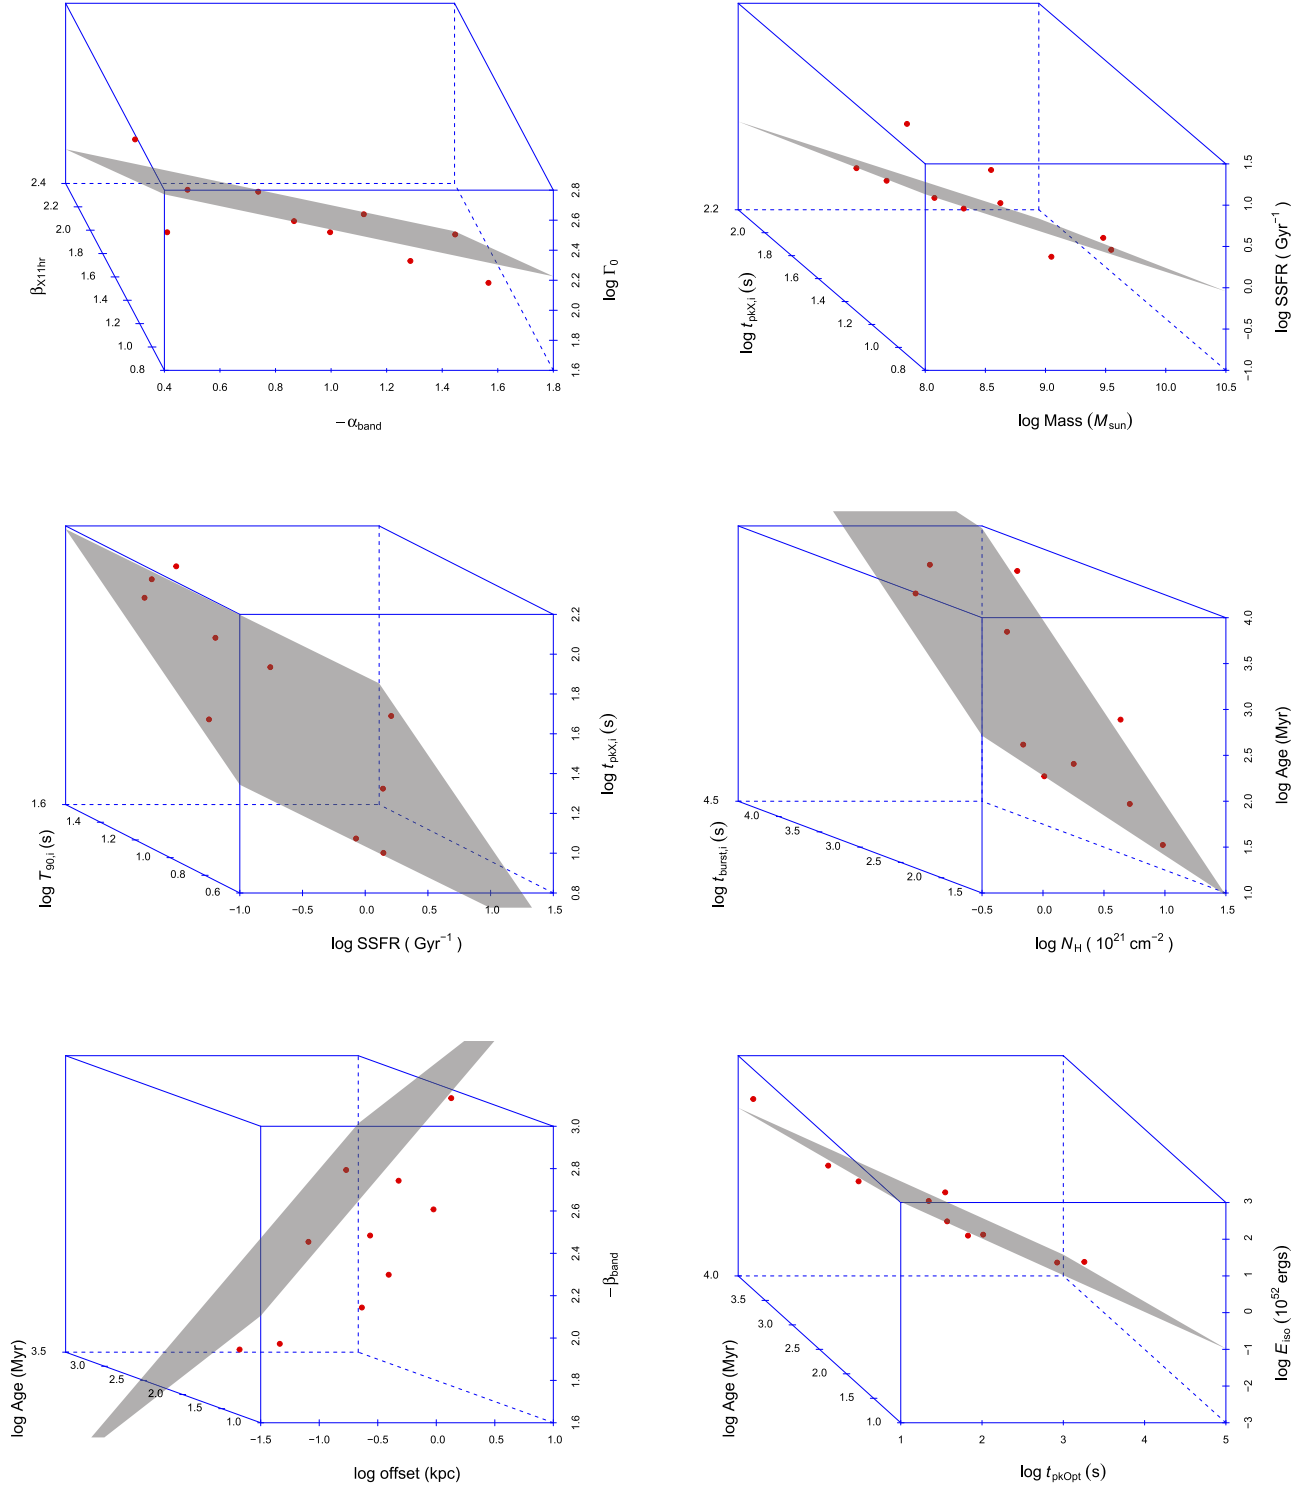 2.4
2.2
2.0
1.8
1.6
1.4
1.2
1.0
0.8
βX11hr
0.4 0.6 0.8 1.0 1.2 1.4 1.6 1.8
−αband
1.6 1.8 2.0 2.2 2.4 2.6 2.8
log Γ0
2.2
2.0
1.8
1.6
1.4
1.2
1.0
0.8
log tpkX,i (s)
8.0 8.5 9.0 9.5 10.0 10.5
log Mass (Msun)
−1.0 −0.5 0.0 0.5 1.0 1.5
log SSFR ( Gyr−1)
1.6
1.4
1.2
1.0
0.8
0.6
log T90,i (s)
−1.0 0.0 0.5 1.0 1.5
log SSFR ( Gyr−1)
0.8 1.0 1.2 1.4 1.6 1.8 2.0 2.2
log tpkX,i (s)
4.5
4.0
3.5
3.0
2.5
2.0
1.5
log tburst,i (s)
−0.5 0.0 0.5 1.0 1.5
log NH ( 10^21 cm−2)
1.0 1.5 2.0 2.5 3.0 3.5 4.0
log Age (Myr)
3.5
3.0
2.5
2.0
1.5
1.0
log Age (Myr)
−1.5 −1.0 −0.5 0.0 0.5 1.0
log offset (kpc)
1.6 1.8 2.0 2.2 2.4 2.6 2.8 3.0
−βband
4.0
3.5
3.0
2.5
2.0
1.5
1.0
log Age (Myr)
1 2 3 4 5
log tpkOpt (s)
−3 −2 −1 0 1 2 3
log Eiso (10^52 ergs)